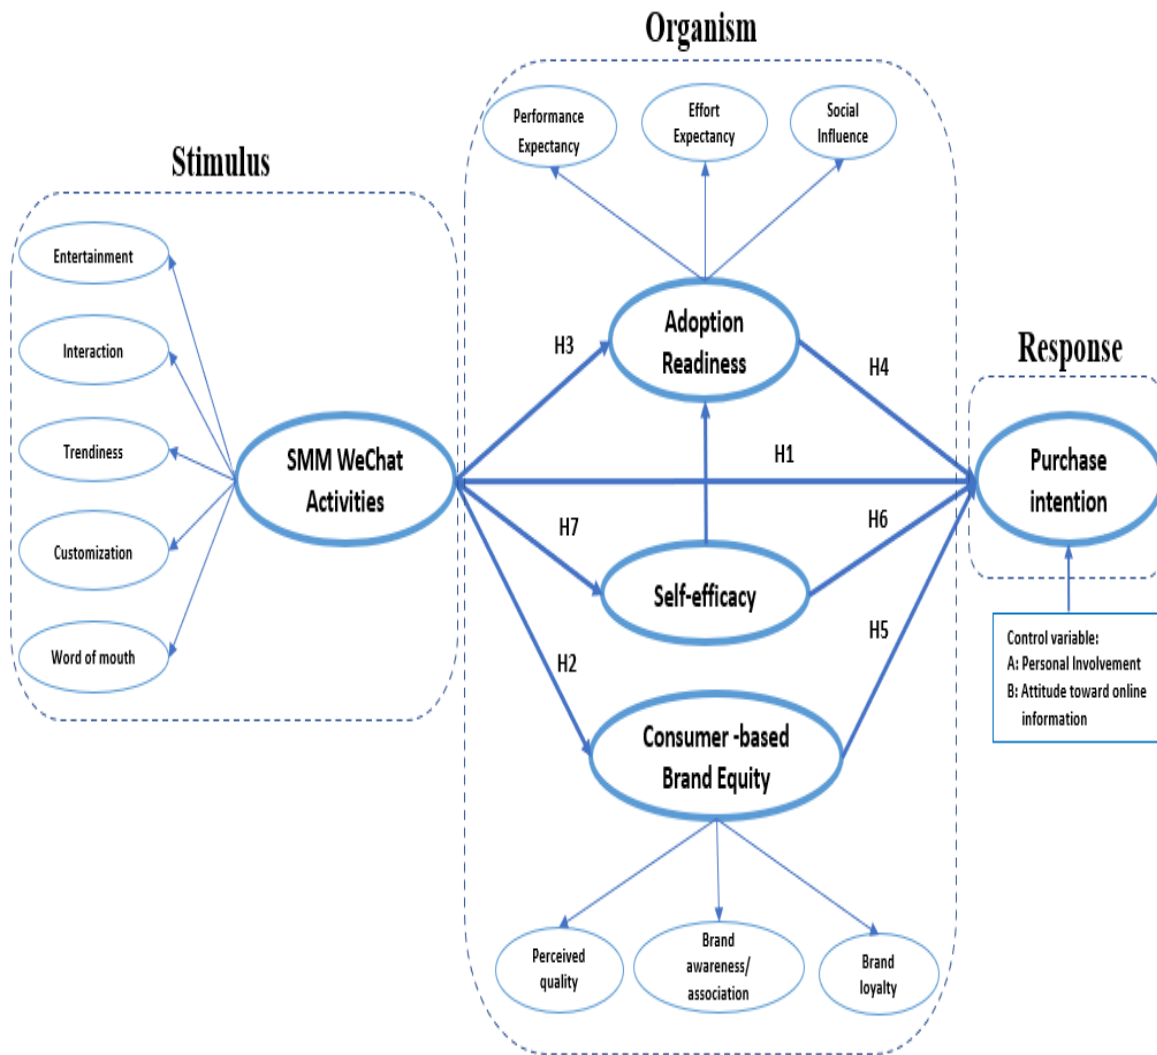 Organism
Performance
Expectancy
Effort
Expectancy
Social
Influence
Stimulus
Entertainment
Interaction
Trendiness
Customization
Word of mouth
SMM WeChat
Activities
H3
H7
H2
Adoption
Readiness
H1
Self-efficacy
Consumer -based
Brand Equity
H4
H6
H5
Perceived
quality
Brand
awareness/
association
Brand
loyalty
Response
Purchase
intention
Control variable:
A: Personal Involvement
B: Attitude toward online
information